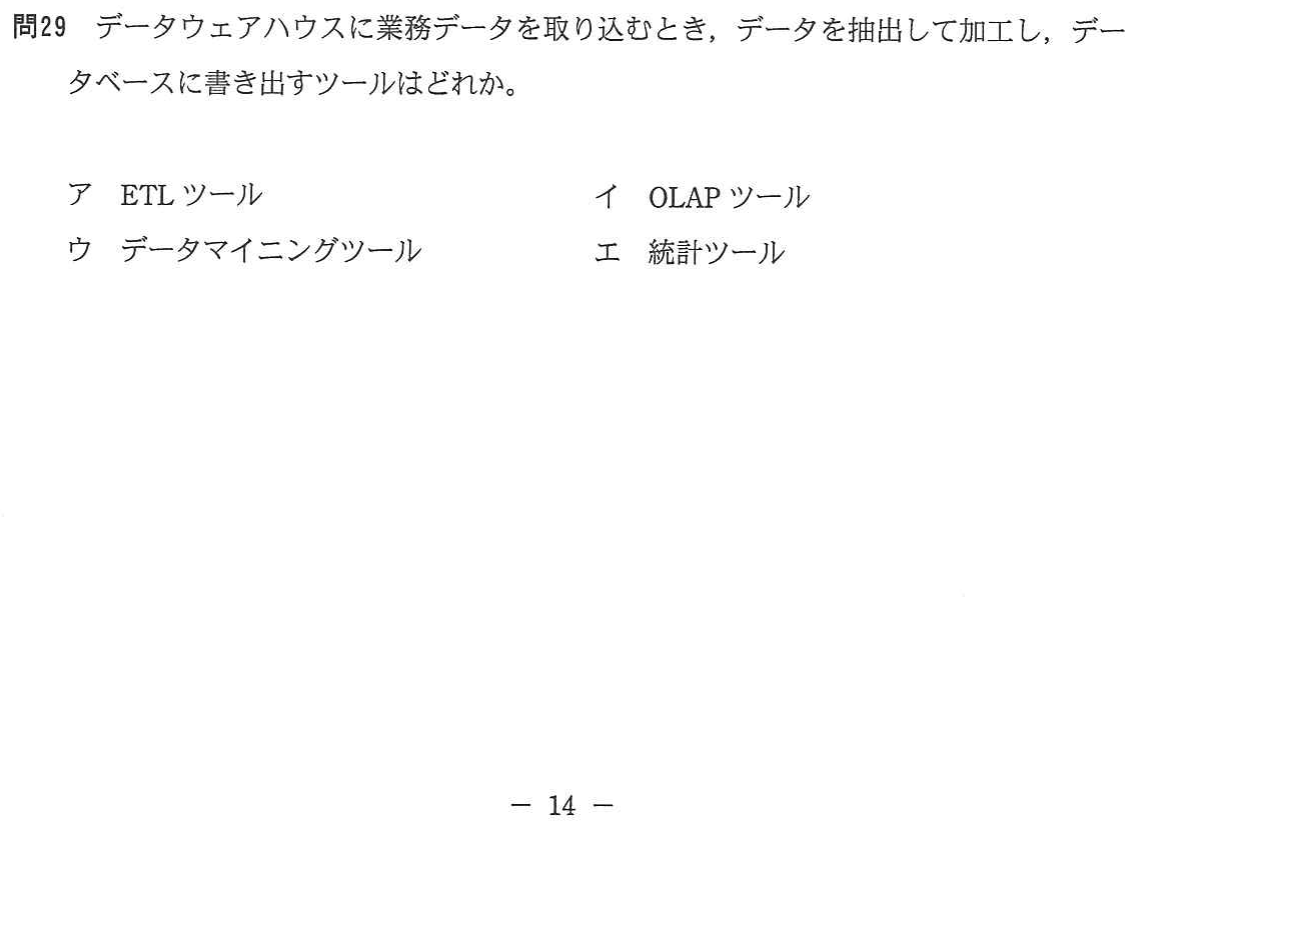 問29 データウェアハウスに業務データを取り込むとき，データを抽出して加工し，デー
タベースに書き出すツールはどれか。
ア ETL ツール イ OLAP ツール
ウ データマイニングツール エ 統計ツール
－ 14 －